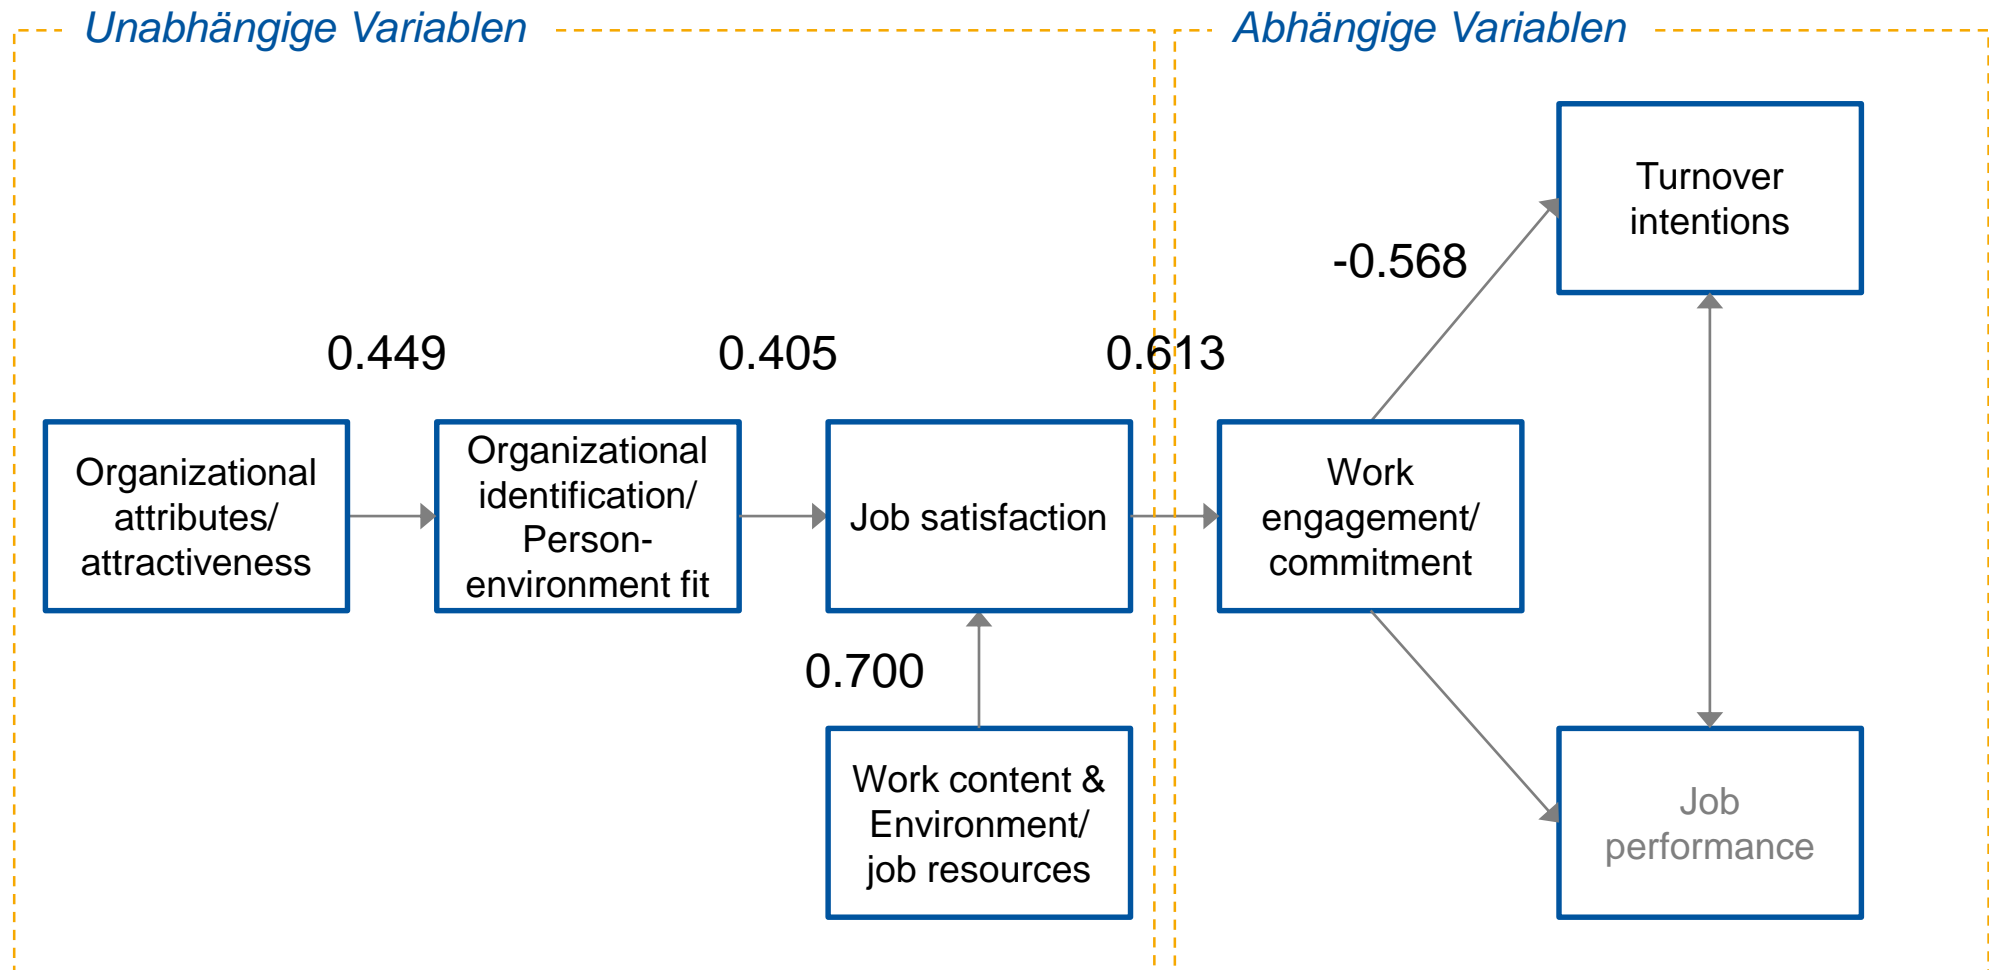 Unabhängige Variablen
Abhängige Variablen
Turnover
intentions
-0.568
0.449
0.405
0.613
Organizational
attributes/
attractiveness
Organizational
identification/
Person-
environment fit
Job satisfaction
Work
engagement/
commitment
0.700
Work content &
Environment/
job resources
Job
performance